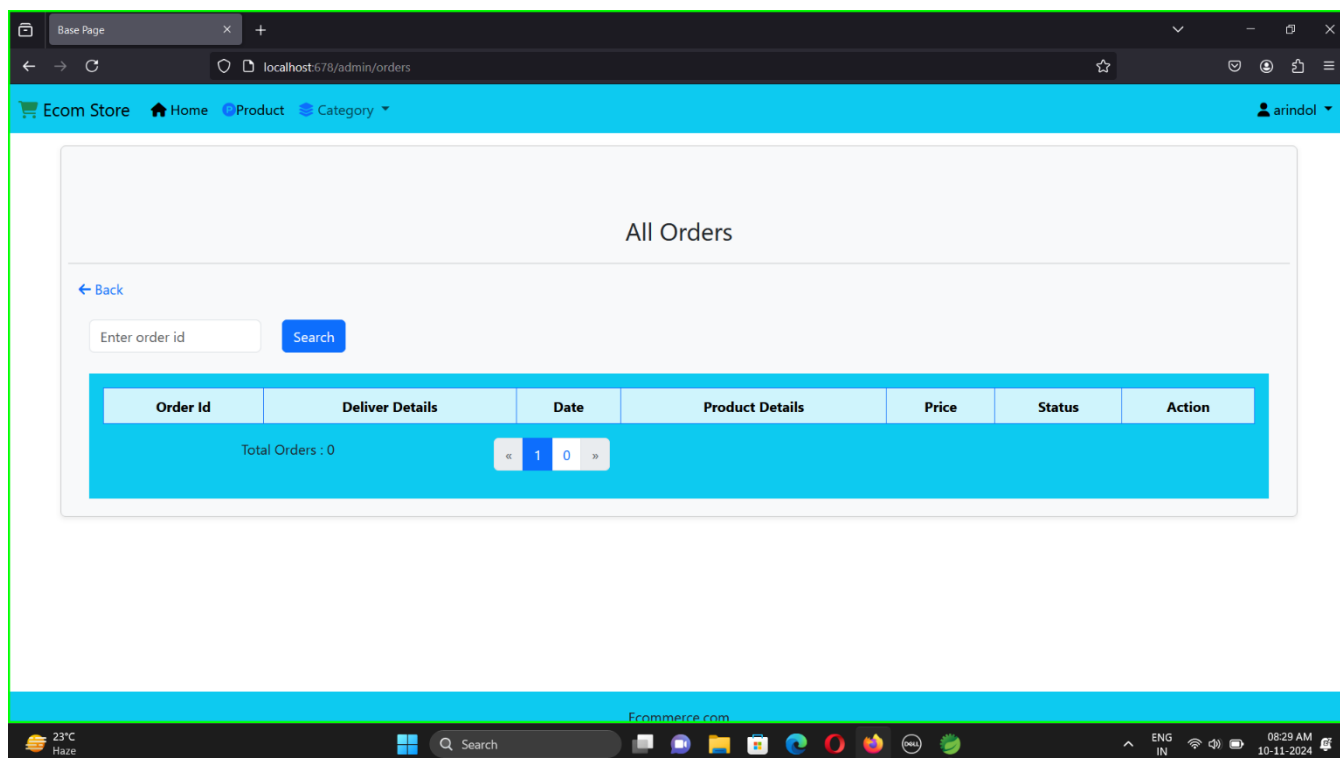 Base Page
localhost:678/admin/orders
Ecom Store Home Product Category arindol
All Orders
Back
Enter order id Search
Order Id Deliver Details Date Product Details Price Status Action
Total Orders : 0 « 1 0 »
Ecommerce.com
23°C
Haze
Search
DELL
ENG
IN
08:29 AM
10-11-2024